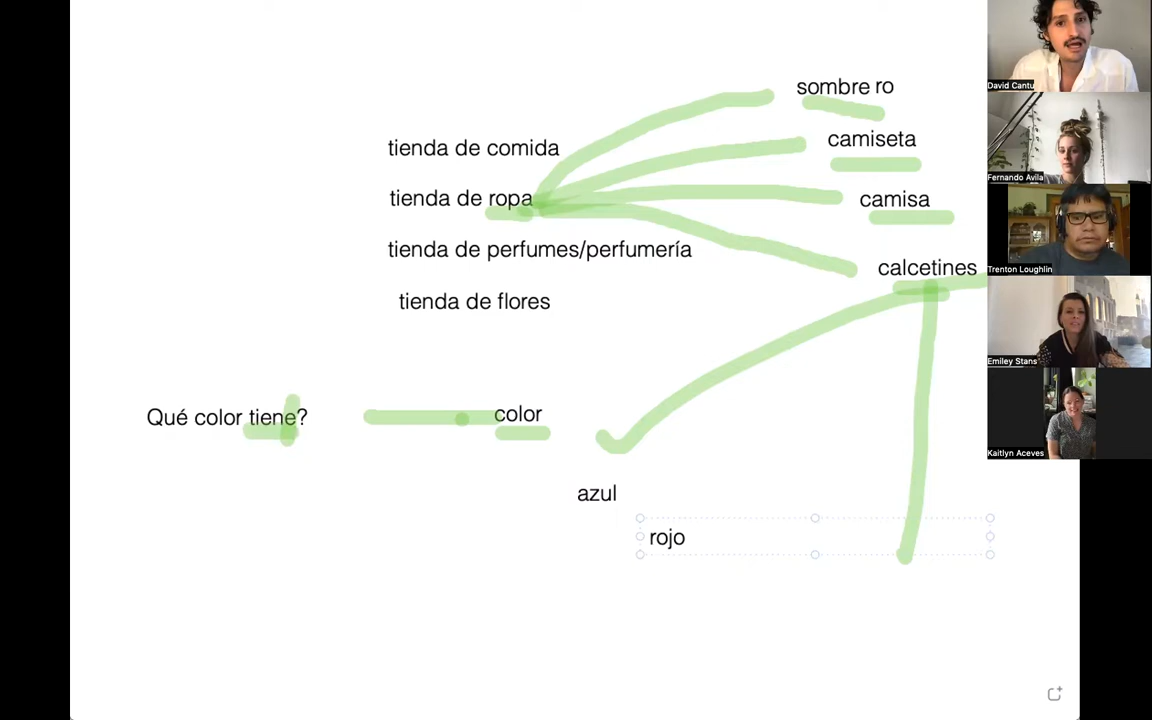 sombre ro
camiseta
tienda de comida
tienda de ropa
camisa
tienda de perfumes/perfumería
calcetines
tienda de flores
Qué color tiene?
color
azul
rojo
David Cantu
Fernando Avila
Trenton Loughlin
Emiley Stans
Kaitlyn Aceves